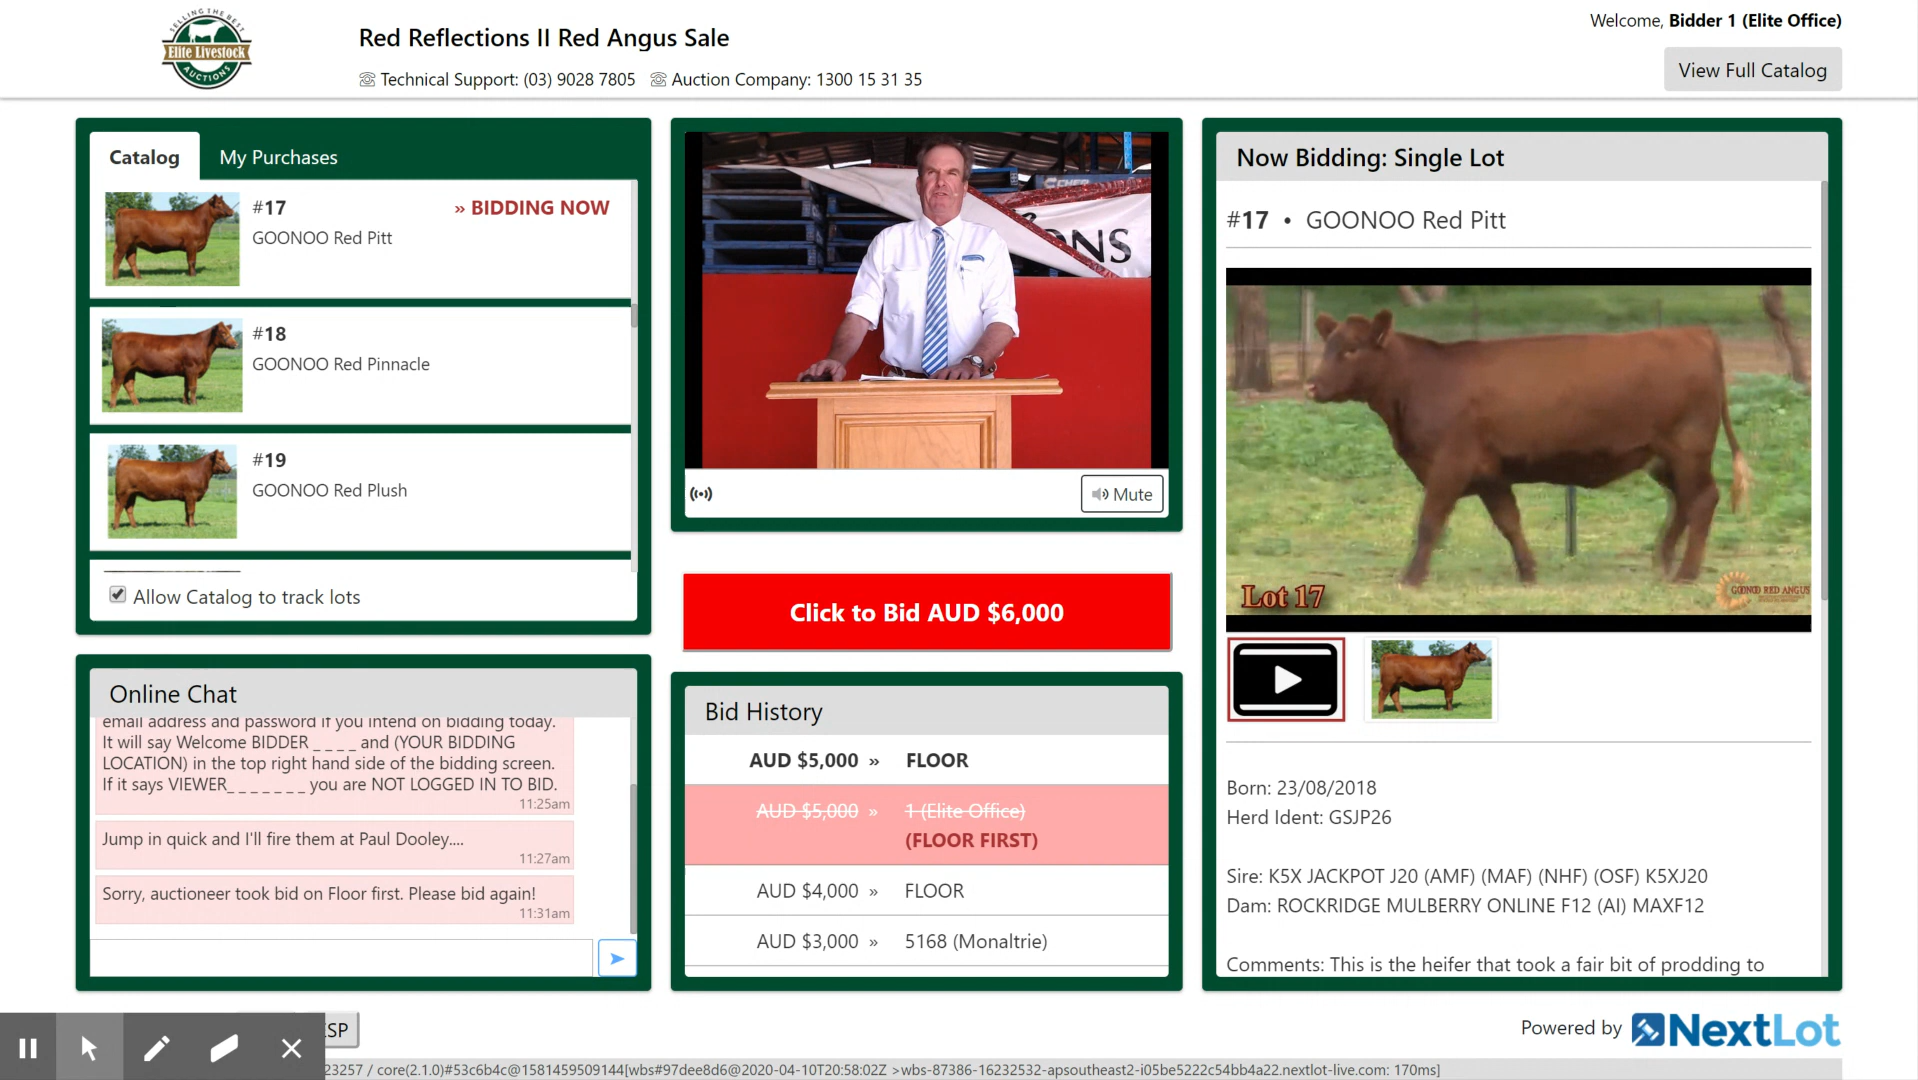 SELLING THE BEST
Elite Livestock
AUCTIONS
Red Reflections II Red Angus Sale
Technical Support: (03) 9028 7805 Auction Company: 1300 15 31 35
Welcome, Bidder 1 (Elite Office)
View Full Catalog
Catalog
My Purchases
#17
» BIDDING NOW
GOONOO Red Pitt
#18
GOONOO Red Pinnacle
#19
GOONOO Red Plush
Allow Catalog to track lots
Online Chat
email address and password if you intend on bidding today.
It will say Welcome BIDDER _ _ _ _ and (YOUR BIDDING
LOCATION) in the top right hand side of the bidding screen.
If it says VIEWER_ _ _ _ _ _ _ you are NOT LOGGED IN TO BID.
11:25am
Jump in quick and I'll fire them at Paul Dooley....
11:27am
Sorry, auctioneer took bid on Floor first. Please bid again!
11:31am
ONS
Mute
Click to Bid AUD $6,000
Bid History
AUD $5,000 » FLOOR
AUD $5,000 » 1 (Elite Office)
(FLOOR FIRST)
AUD $4,000 » FLOOR
AUD $3,000 » 5168 (Monaltrie)
Now Bidding: Single Lot
#17 • GOONOO Red Pitt
Lot 17
GOONOO RED ANGUS
Born: 23/08/2018
Herd Ident: GSJP26
Sire: K5X JACKPOT J20 (AMF) (MAF) (NHF) (OSF) K5XJ20
Dam: ROCKRIDGE MULBERRY ONLINE F12 (AI) MAXF12
Comments: This is the heifer that took a fair bit of prodding to
SP
Powered by NextLot
23257 / core(2.1.0)#53c6b4c@1581459509144[wbs#97dee8d6@2020-04-10T20:58:02Z >wbs-87386-16232532-apsoutheast2-i05be5222c54bb4a22.nextlot-live.com: 170ms]